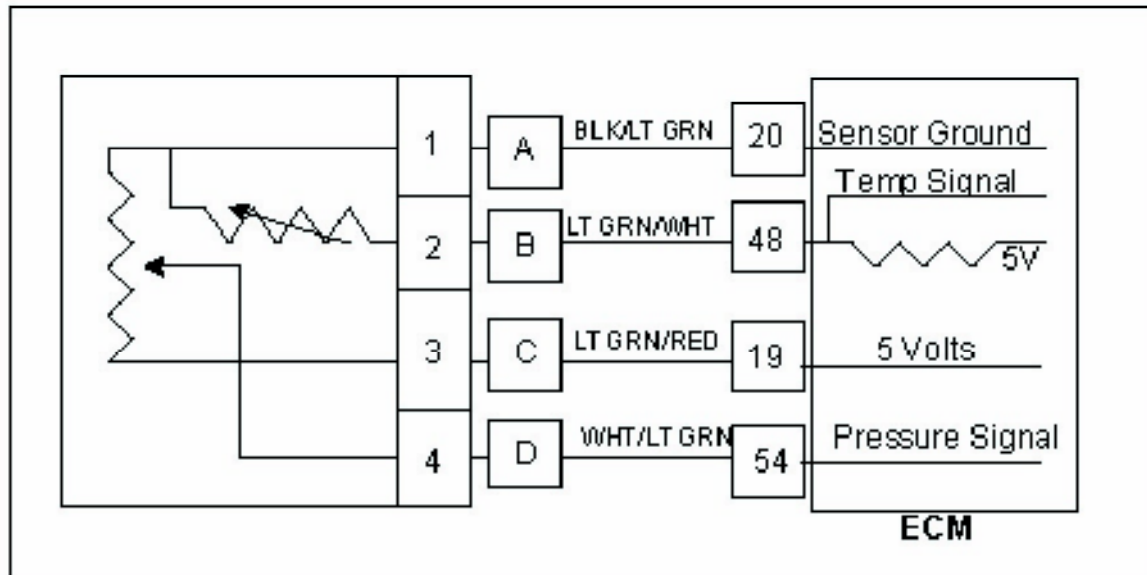 1 A BLK/LT GRN 20 Sensor Ground
Temp Signal
2 B LT GRN/WHT 48 5V
3 C LT GRN/RED 19 5 Volts
4 D WHT/LT GRN 54 Pressure Signal
ECM